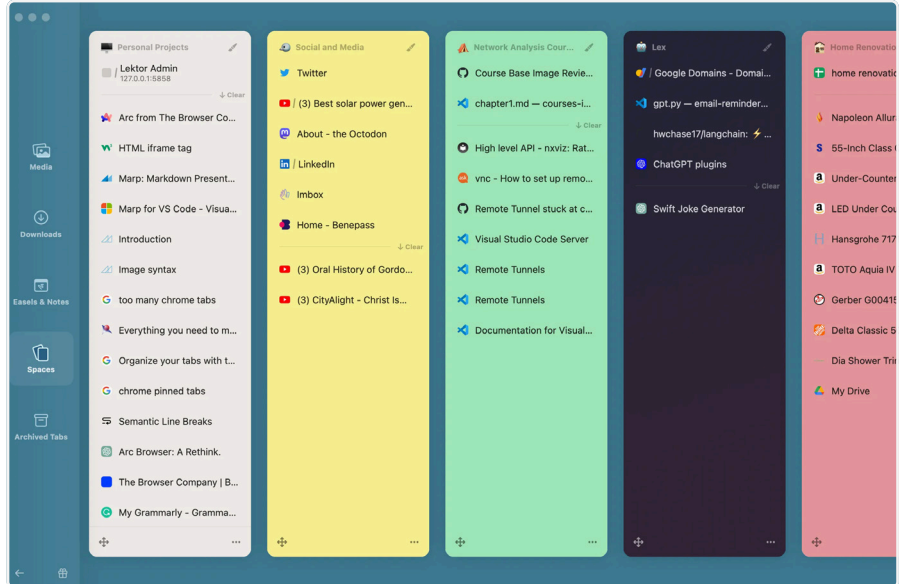 Media
Downloads
Easels & Notes
Spaces
Archived Tabs
Personal Projects
/ Lektor Admin
127.0.0.1:5858
↓ Clear
Arc from The Browser Co...
HTML iframe tag
Marp: Markdown Present...
Marp for VS Code - Visua...
Introduction
Image syntax
too many chrome tabs
Everything you need to m...
Organize your tabs with t...
chrome pinned tabs
Semantic Line Breaks
Arc Browser: A Rethink.
The Browser Company | B...
My Grammarly - Gramma...
Social and Media
Twitter
/ (3) Best solar power gen...
About - the Octodon
/ LinkedIn
Imbox
Home - Benepass
↓ Clear
(3) Oral History of Gordo...
(3) CityAlight - Christ Is...
Network Analysis Cour...
Course Base Image Revie...
chapter1.md — courses-i...
↓ Clear
High level API - nxviz: Rat...
vnc - How to set up remo...
Remote Tunnel stuck at c...
Visual Studio Code Server
Remote Tunnels
Remote Tunnels
Documentation for Visual...
Lex
/ Google Domains - Domai...
gpt.py — email-reminder...
hwchase17/langchain: ⚡ ...
ChatGPT plugins
↓ Clear
Swift Joke Generator
Home Renovatio
home renovatio
Napoleon Allur
55-Inch Class
Under-Counter
LED Under Cou
Hansgrohe 717
TOTO Aquia IV
Gerber G00415
Delta Classic 5
Dia Shower Tri
My Drive